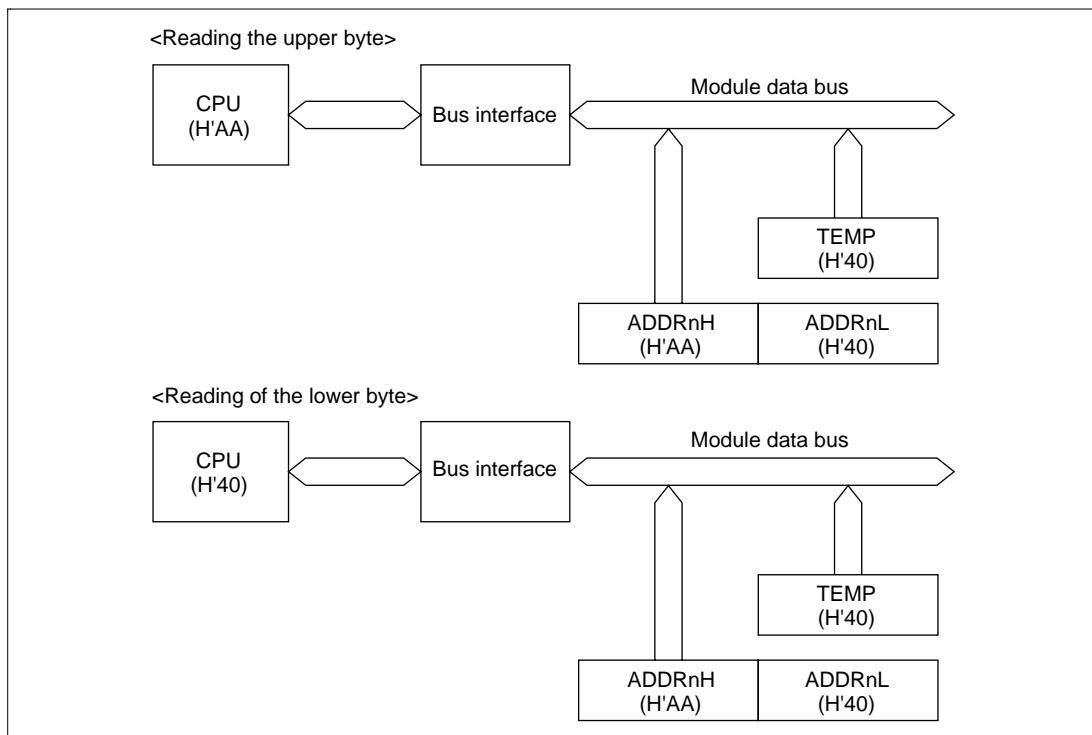 <Reading the upper byte>
CPU
(H'AA)
Bus interface
Module data bus
TEMP
(H'40)
ADDRnH
(H'AA)
ADDRnL
(H'40)
<Reading of the lower byte>
CPU
(H'40)
Bus interface
Module data bus
TEMP
(H'40)
ADDRnH
(H'AA)
ADDRnL
(H'40)